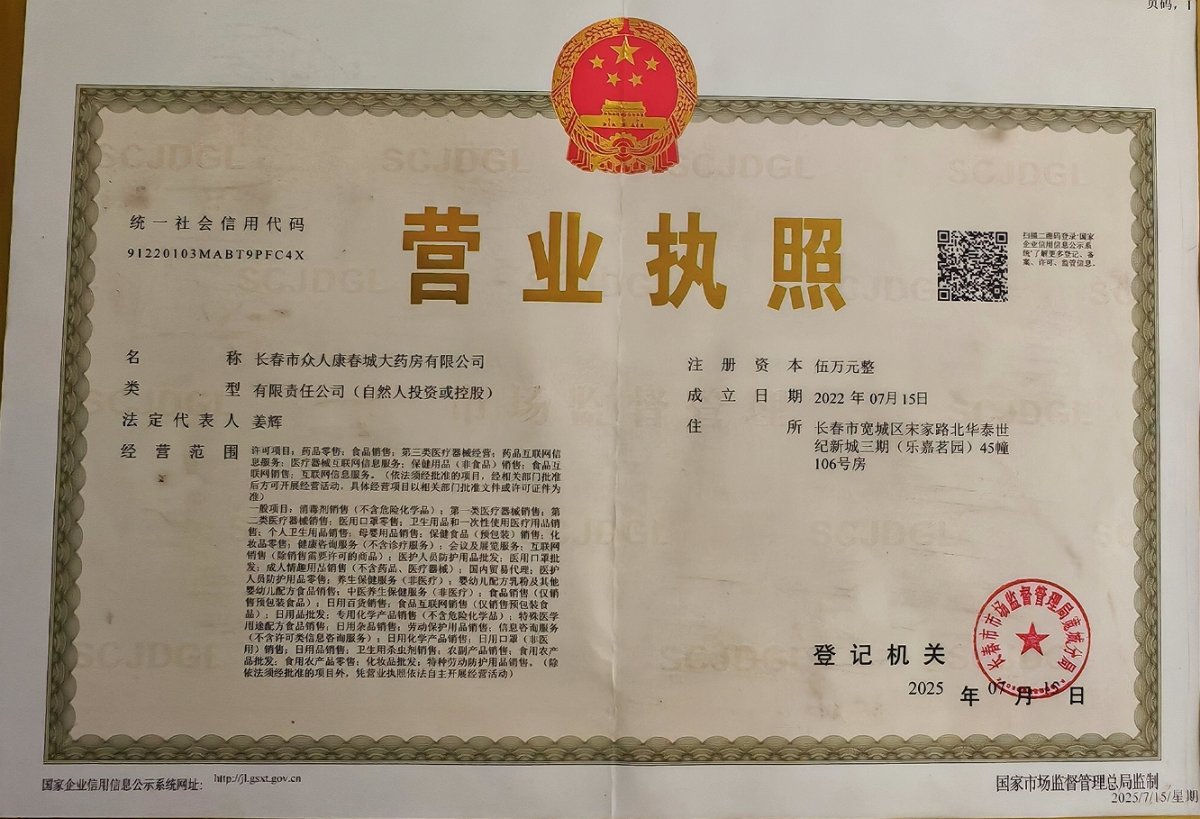 页码，1
统一社会信用代码
91220103MABT9PFC4X
营业执照
扫描二维码登录“国家
企业信用信息公示系
统”了解更多登记、备
案、许可、监管信息。
名称 长春市众人康春城大药房有限公司
类型 有限责任公司（自然人投资或控股）
法定代表人 姜辉
经营范围 许可项目：药品零售；食品销售；第三类医疗器械经营；药品互联网信
息服务；医疗器械互联网信息服务；保健用品（非食品）销售；食品互
联网销售；互联网信息服务。（依法须经批准的项目，经相关部门批准
后方可开展经营活动，具体经营项目以相关部门批准文件或许可证件为
准）
一般项目：消毒剂销售（不含危险化学品）；第一类医疗器械销售；第
二类医疗器械销售；医用口罩零售；卫生用品和一次性使用医疗用品销
售；个人卫生用品销售；母婴用品销售；保健食品（预包装）销售；化
妆品零售；健康咨询服务（不含诊疗服务）；会议及展览服务；互联网
销售（除销售需要许可的商品）；医护人员防护用品批发；医用口罩批
发；成人情趣用品销售（不含药品、医疗器械）；国内贸易代理；医护
人员防护用品零售；养生保健服务（非医疗）；婴幼儿配方乳粉及其他
婴幼儿配方食品销售；中医养生保健服务（非医疗）；食品销售（仅销
售预包装食品）；日用百货销售；食品互联网销售（仅销售预包装食
品）；日用品批发；专用化学产品销售（不含危险化学品）；特殊医学
用途配方食品销售；日用杂品销售；劳动保护用品销售；信息咨询服务
（不含许可类信息咨询服务）；日用化学产品销售；日用口罩（非医
用）销售；日用品销售；卫生用杀虫剂销售；农副产品销售；食用农产
品批发；食用农产品零售；化妆品批发；特种劳动防护用品销售。（除
依法须经批准的项目外，凭营业执照依法自主开展经营活动）
注册资本 伍万元整
成立日期 2022年07月15日
住所 长春市宽城区宋家路北华泰世
纪新城三期（乐嘉茗园）45幢
106号房
长春市市场监督管理局宽城分局
登记机关
2025 年 07 月 15 日
国家企业信用信息公示系统网址： http://jl.gsxt.gov.cn
国家市场监督管理总局监制
2025/7/15/星期